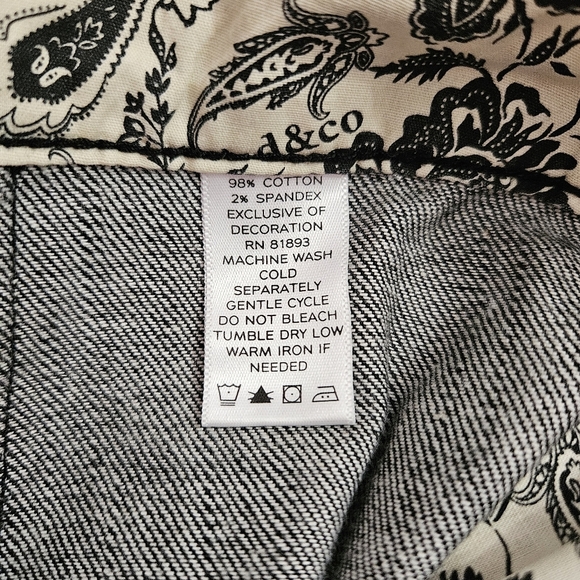 d&co
98% COTTON
2% SPANDEX
EXCLUSIVE OF
DECORATION
RN 81893
MACHINE WASH
COLD
SEPARATELY
GENTLE CYCLE
DO NOT BLEACH
TUMBLE DRY LOW
WARM IRON IF
NEEDED